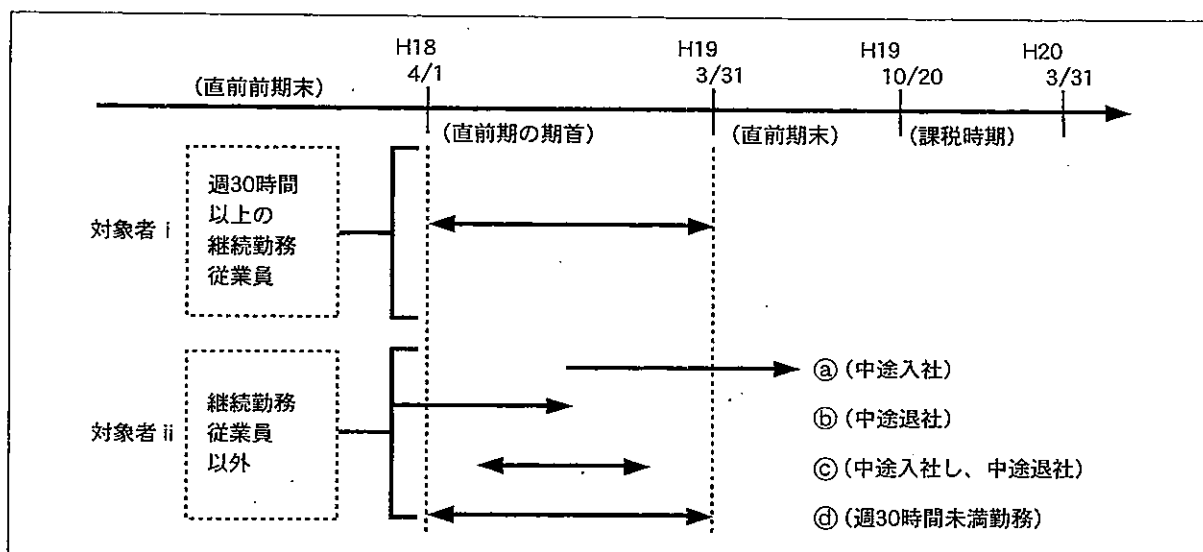 H18
4/1
H19
3/31
H19
10/20
H20
3/31
(直前前期末)
(直前期の期首)
(直前期末)
(課税時期)
対象者 i
週30時間
以上の
継続勤務
従業員
対象者 ii
継続勤務
従業員
以外
ⓐ(中途入社)
ⓑ(中途退社)
ⓒ(中途入社し、中途退社)
ⓓ(週30時間未満勤務)